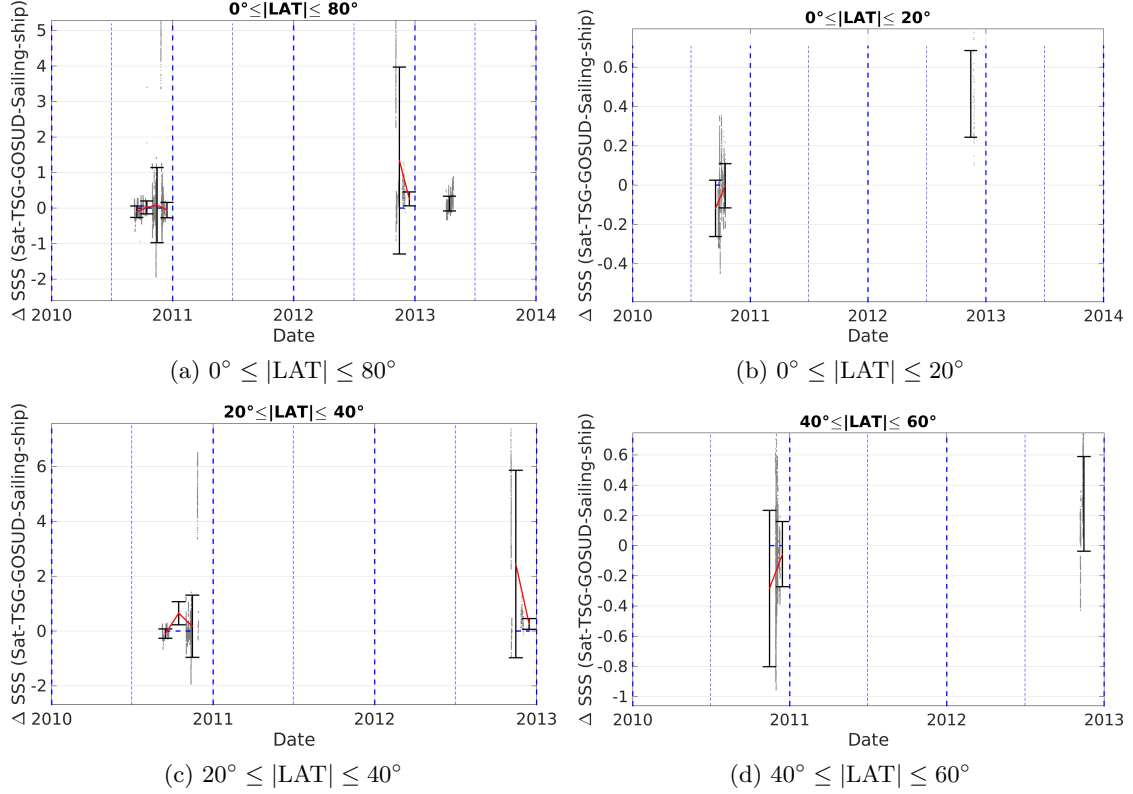 0°≤|LAT|≤ 80°
Δ SSS (Sat-TSG-GOSUD-Sailing-ship)
5
4
3
2
1
0
-1
-2
2010 2011 2012 2013 2014
Date
(a) 0° ≤ |LAT| ≤ 80°
0°≤|LAT|≤ 20°
Δ SSS (Sat-TSG-GOSUD-Sailing-ship)
0.6
0.4
0.2
0
-0.2
-0.4
2010 2011 2012 2013 2014
Date
(b) 0° ≤ |LAT| ≤ 20°
20°≤|LAT|≤ 40°
Δ SSS (Sat-TSG-GOSUD-Sailing-ship)
6
4
2
0
-2
2010 2011 2012 2013
Date
(c) 20° ≤ |LAT| ≤ 40°
40°≤|LAT|≤ 60°
Δ SSS (Sat-TSG-GOSUD-Sailing-ship)
0.6
0.4
0.2
0
-0.2
-0.4
-0.6
-0.8
-1
2010 2011 2012 2013
Date
(d) 40° ≤ |LAT| ≤ 60°